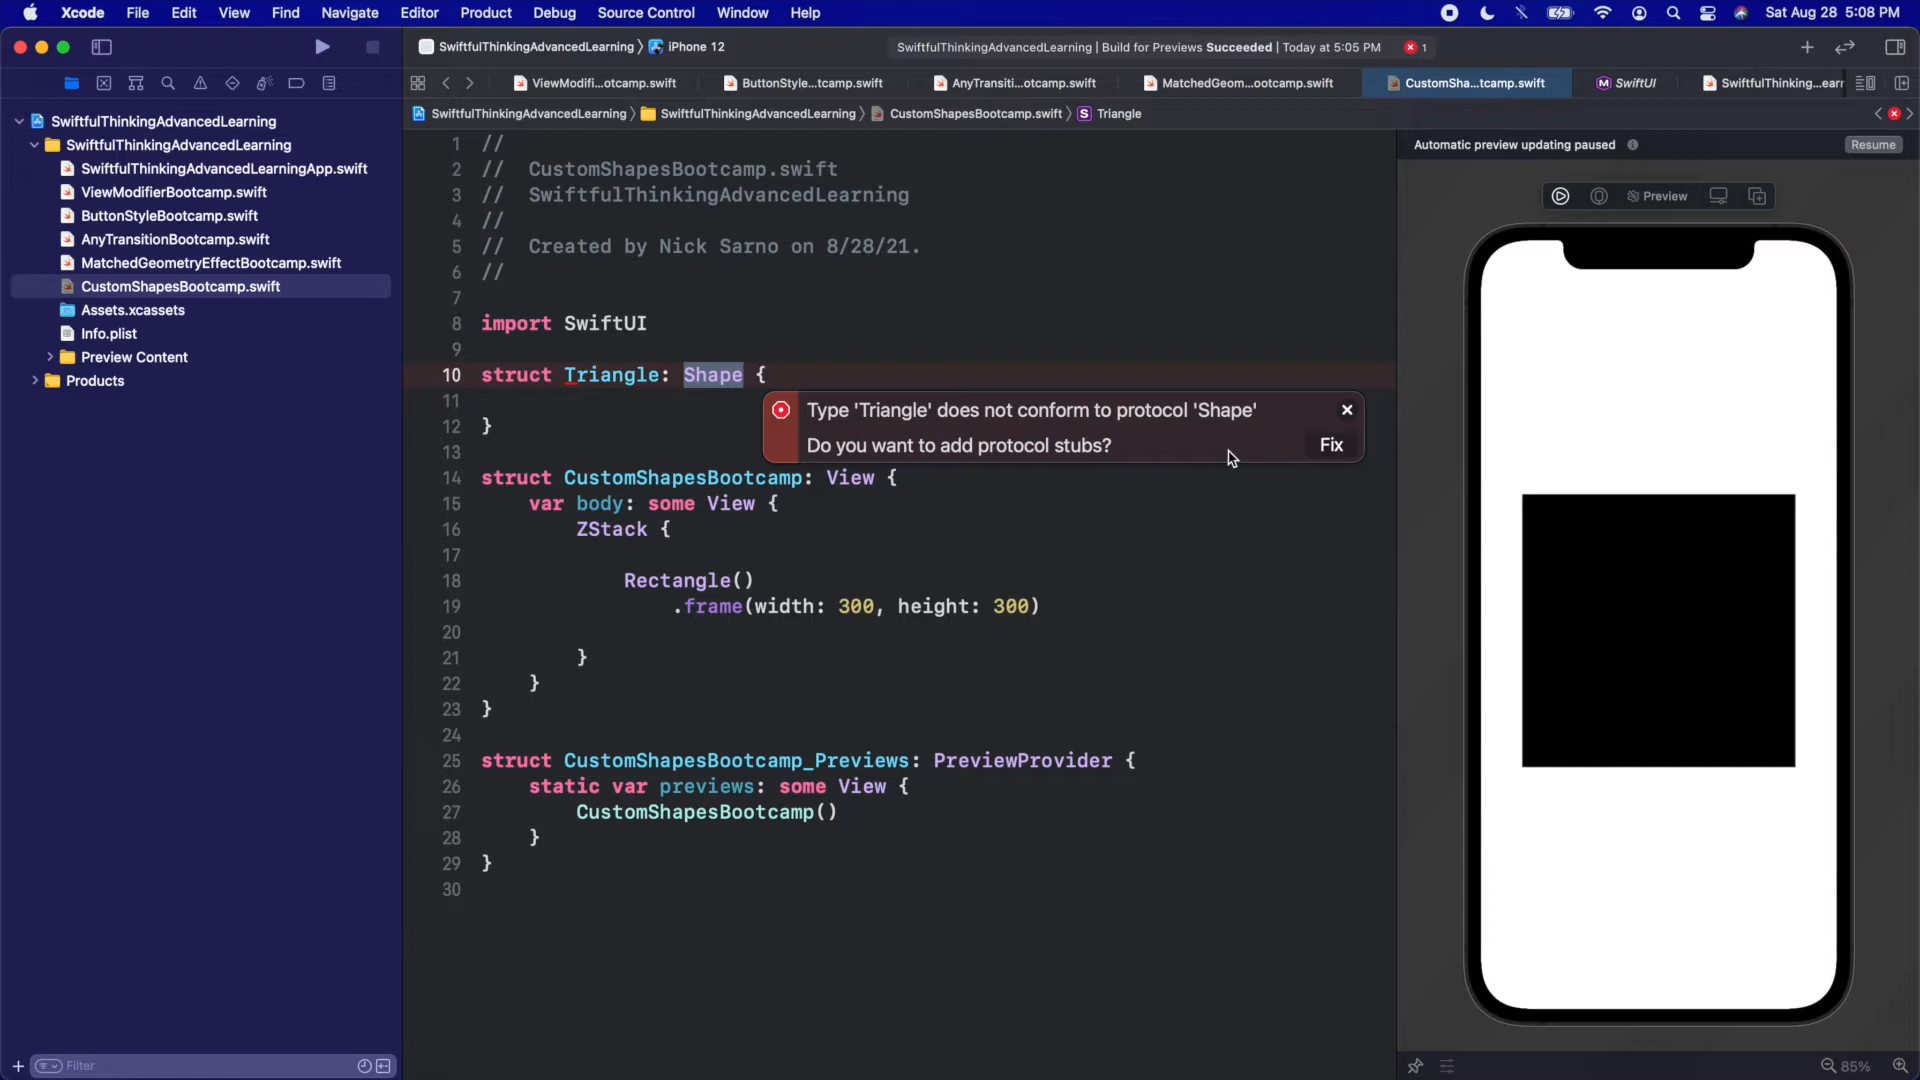 Xcode File Edit View Find Navigate Editor Product Debug Source Control Window Help Sat Aug 28 5:08 PM
SwiftfulThinkingAdvancedLearning iPhone 12 SwiftfulThinkingAdvancedLearning | Build for Previews Succeeded | Today at 5:05 PM 1
ViewModifi...otcamp.swift ButtonStyle...tcamp.swift AnyTransiti...otcamp.swift MatchedGeom...ootcamp.swift CustomSha...tcamp.swift SwiftUI SwiftfulThinking...earr
SwiftfulThinkingAdvancedLearning SwiftfulThinkingAdvancedLearning CustomShapesBootcamp.swift S Triangle
SwiftfulThinkingAdvancedLearning
SwiftfulThinkingAdvancedLearning
SwiftfulThinkingAdvancedLearningApp.swift
ViewModifierBootcamp.swift
ButtonStyleBootcamp.swift
AnyTransitionBootcamp.swift
MatchedGeometryEffectBootcamp.swift
CustomShapesBootcamp.swift
Assets.xcassets
Info.plist
Preview Content
Products
Filter
1 //
2 // CustomShapesBootcamp.swift
3 // SwiftfulThinkingAdvancedLearning
4 //
5 // Created by Nick Sarno on 8/28/21.
6 //
7
8 import SwiftUI
9
10 struct Triangle: Shape {
11
12 }
13
14 struct CustomShapesBootcamp: View {
15 var body: some View {
16 ZStack {
17
18 Rectangle()
19 .frame(width: 300, height: 300)
20
21 }
22 }
23 }
24
25 struct CustomShapesBootcamp_Previews: PreviewProvider {
26 static var previews: some View {
27 CustomShapesBootcamp()
28 }
29 }
30
Type 'Triangle' does not conform to protocol 'Shape'
Do you want to add protocol stubs? Fix
Automatic preview updating paused Resume
Preview
85%